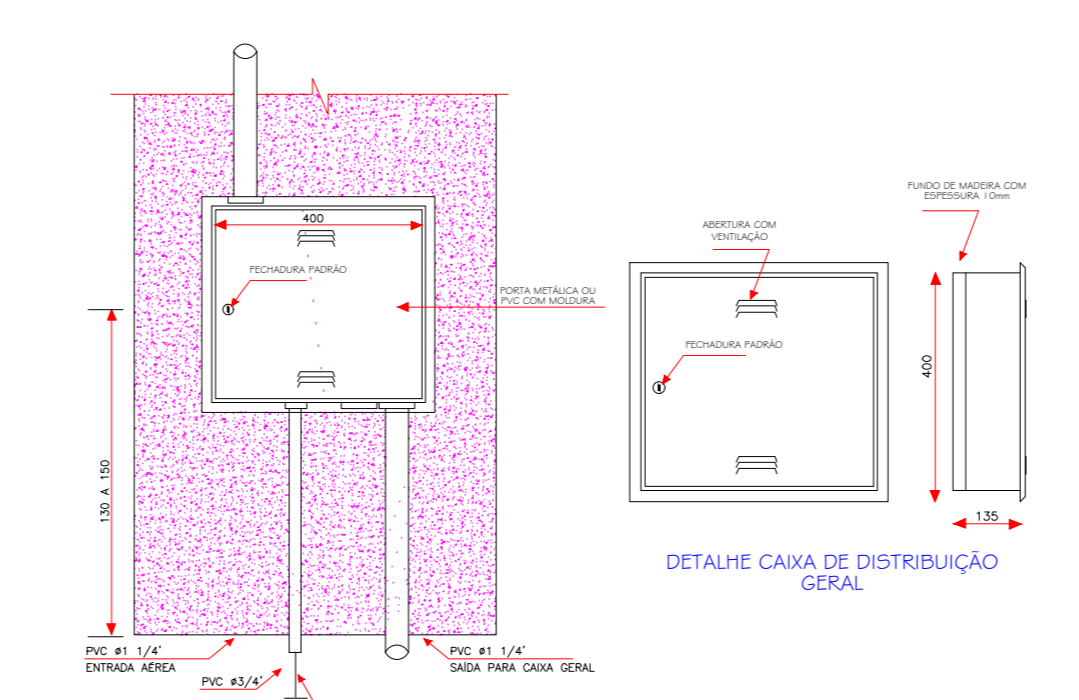 400
FECHADURA PADRÃO
PORTA METÁLICA OU
PVC COM MOLDURA
130 A 150
PVC ø1 1/4'
ENTRADA AÉREA
PVC ø3/4'
PVC ø1 1/4'
SAÍDA PARA CAIXA GERAL
ABERTURA COM
VENTILAÇÃO
FECHADURA PADRÃO
FUNDO DE MADEIRA COM
ESPESSURA 10mm
400
135
DETALHE CAIXA DE DISTRIBUIÇÃO
GERAL